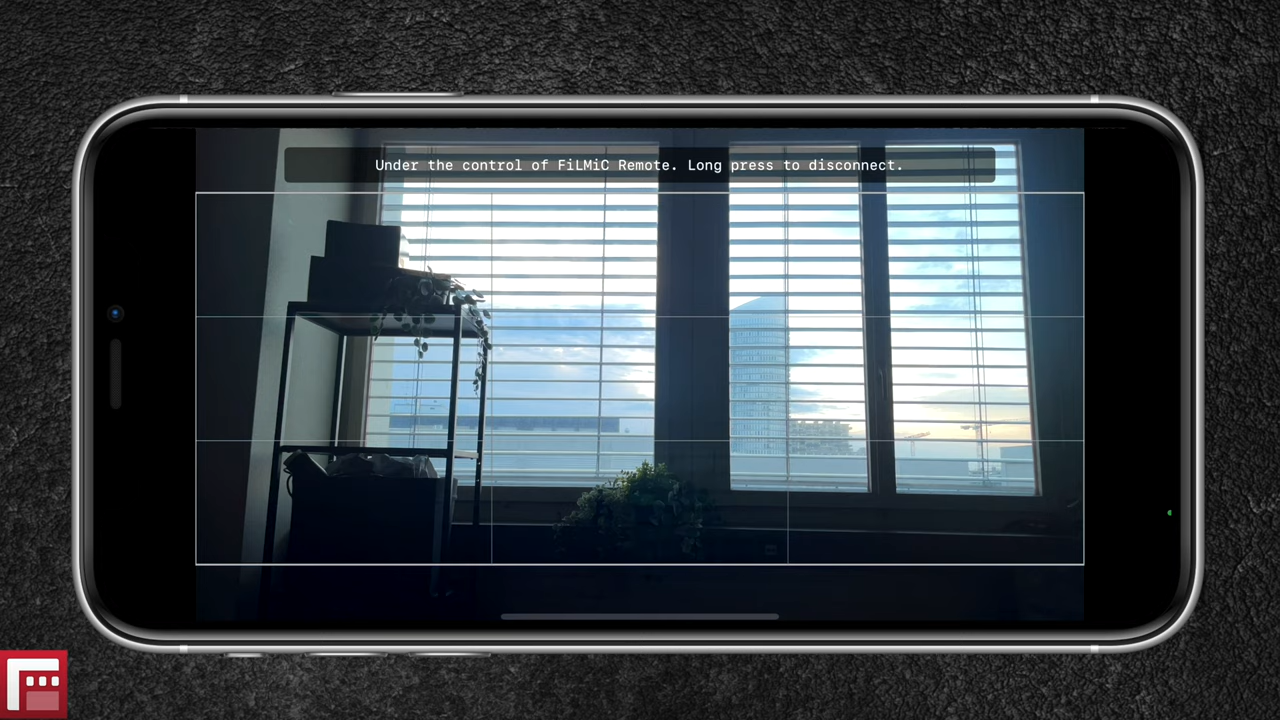 Under the control of FiLMiC Remote. Long press to disconnect.